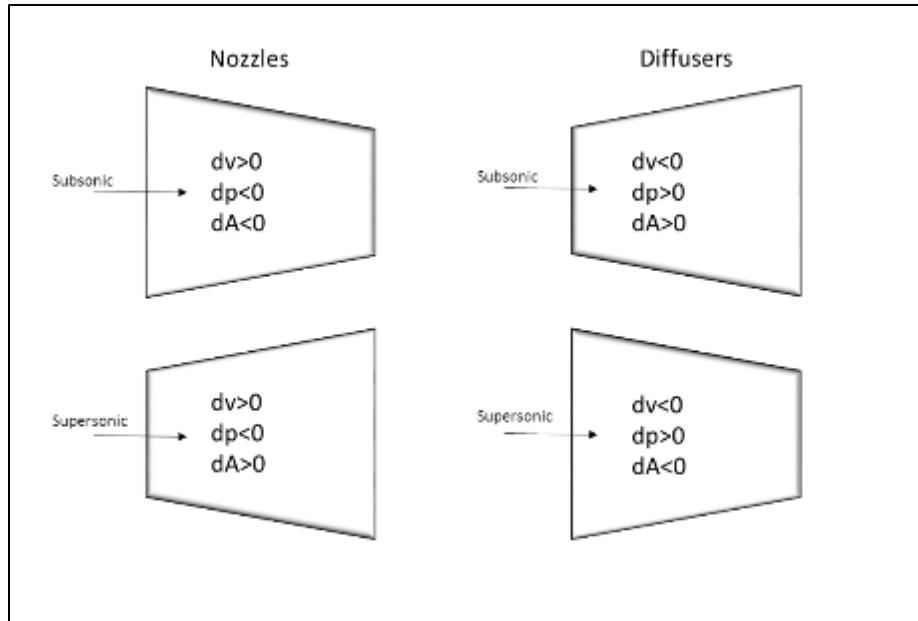 Nozzles
Diffusers
Subsonic
dv>0
dp<0
dA<0
Subsonic
dv<0
dp>0
dA>0
Supersonic
dv>0
dp<0
dA>0
Supersonic
dv<0
dp>0
dA<0